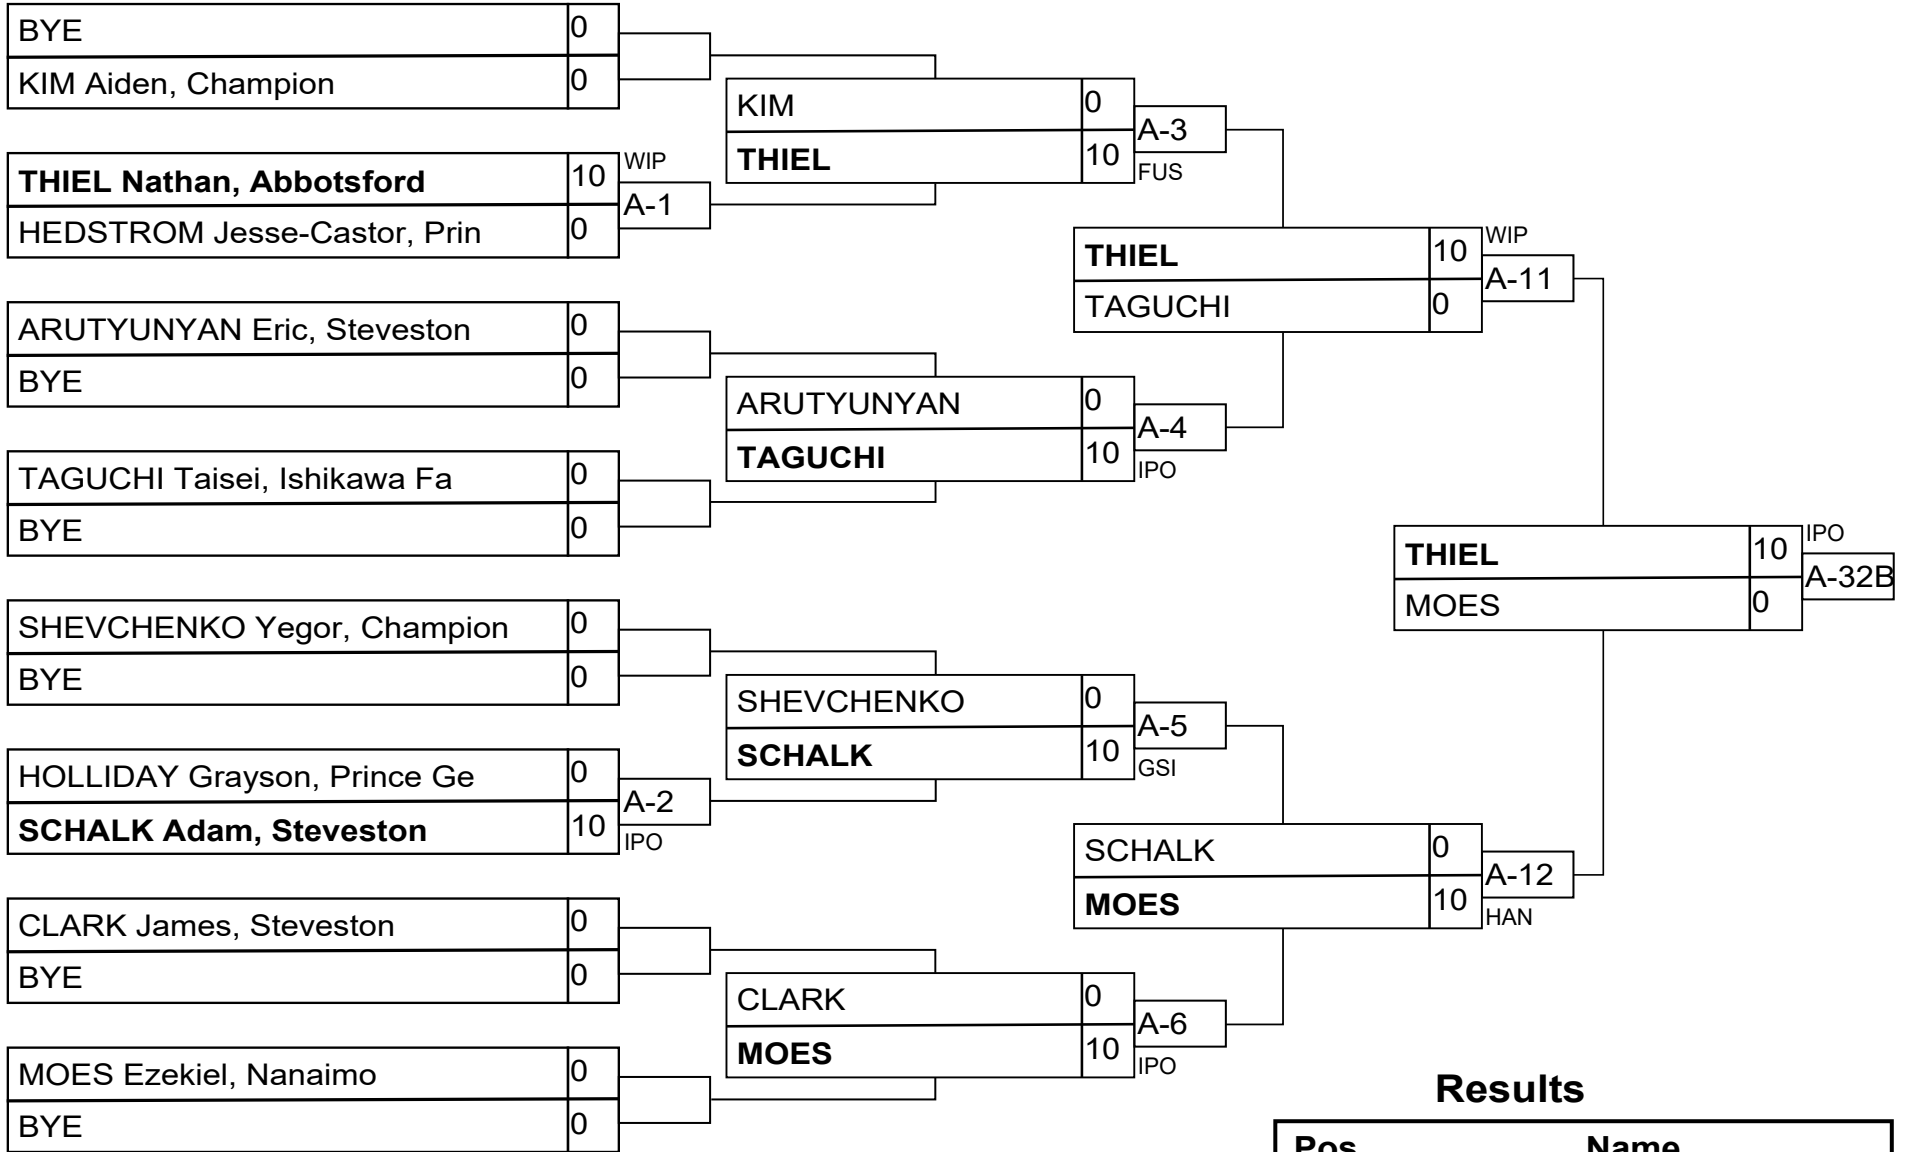 BYE 0
KIM Aiden, Champion 0
THIEL Nathan, Abbotsford 10 WIP
A-1
HEDSTROM Jesse-Castor, Prin 0
ARUTYUNYAN Eric, Steveston 0
BYE 0
TAGUCHI Taisei, Ishikawa Fa 0
BYE 0
SHEVCHENKO Yegor, Champion 0
BYE 0
HOLLIDAY Grayson, Prince Ge 0
A-2
SCHALK Adam, Steveston 10 IPO
CLARK James, Steveston 0
BYE 0
MOES Ezekiel, Nanaimo 0
BYE 0
KIM 0
A-3
THIEL 10 FUS
ARUTYUNYAN 0
A-4
TAGUCHI 10 IPO
SHEVCHENKO 0
A-5
SCHALK 10 GSI
CLARK 0
A-6
MOES 10 IPO
THIEL 10 WIP
A-11
TAGUCHI 0
SCHALK 0
A-12
MOES 10 HAN
THIEL 10 IPO
A-32B
MOES 0
Results
Pos Name